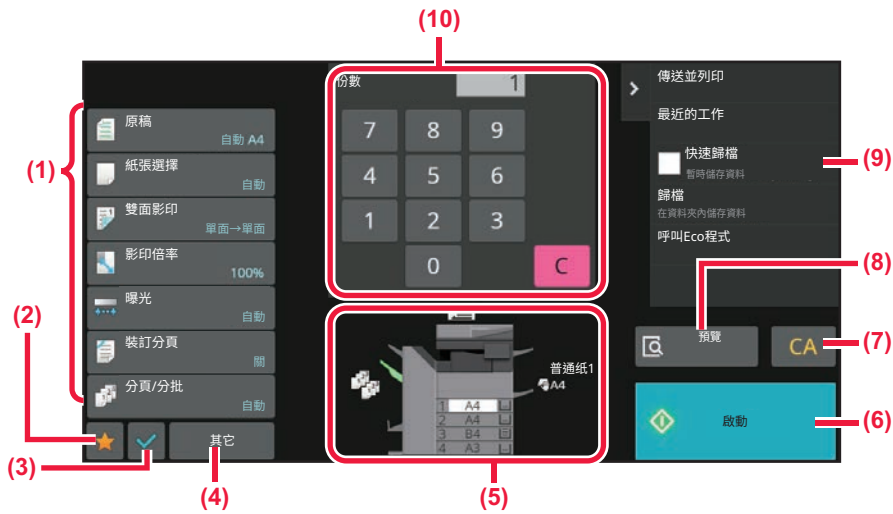 (10)
(1)
原稿
自動 A4
紙張選擇
自動
雙面影印
單面→單面
影印倍率
100%
曝光
自動
裝訂分頁
關
分頁/分批
自動
(2)
(3)
其它
(4)
份數
1
7 8 9
4 5 6
1 2 3
0 C
普通纸1
A4
1 A4
2 A4
3 B4
4 A3
(5)
傳送並列印
最近的工作
快速歸檔
暫時儲存資料
歸檔
在資料夾內儲存資料
呼叫Eco程式
(9)
(8)
預覽
CA
(7)
啟動
(6)